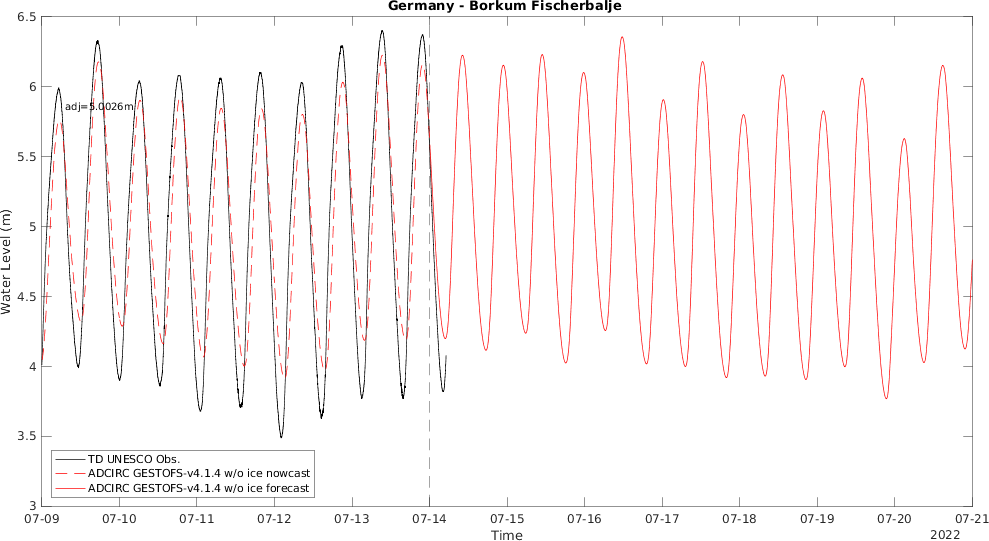 Germany - Borkum Fischerbalje
6.5
6
5.5
5
4.5
4
3.5
3
Water Level (m)
adj=5.0026m
TD UNESCO Obs.
ADCIRC GESTOFS-v4.1.4 w/o ice nowcast
ADCIRC GESTOFS-v4.1.4 w/o ice forecast
07-09 07-10 07-11 07-12 07-13 07-14 07-15 07-16 07-17 07-18 07-19 07-20 07-21
Time
2022